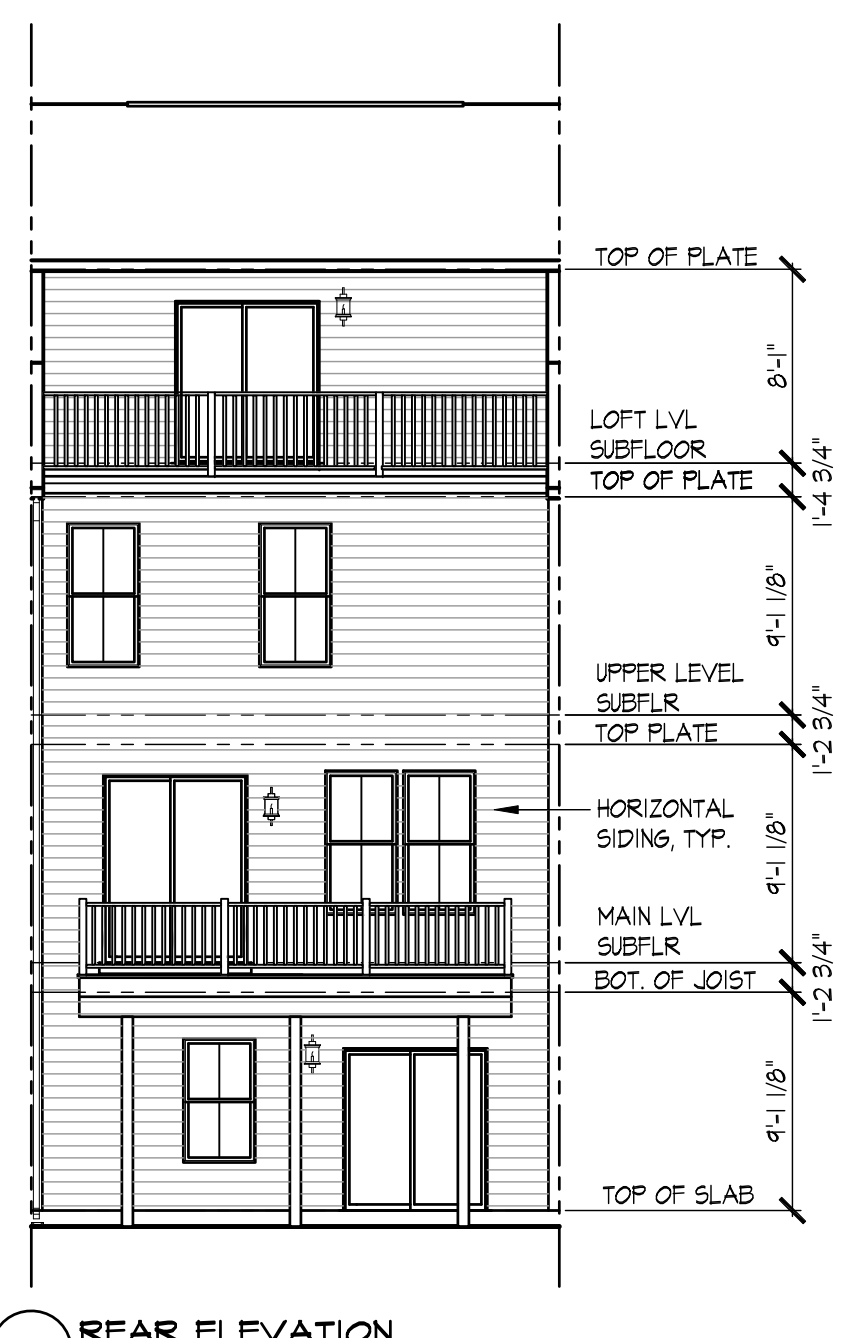 TOP OF PLATE
8'-1"
LOFT LVL
SUBFLOOR
TOP OF PLATE
1'-4 3/4"
9'-1 1/8"
UPPER LEVEL
SUBFLR
TOP PLATE
1'-2 3/4"
HORIZONTAL
SIDING, TYP.
9'-1 1/8"
MAIN LVL
SUBFLR
BOT. OF JOIST
1'-2 3/4"
9'-1 1/8"
TOP OF SLAB
REAR ELEVATION